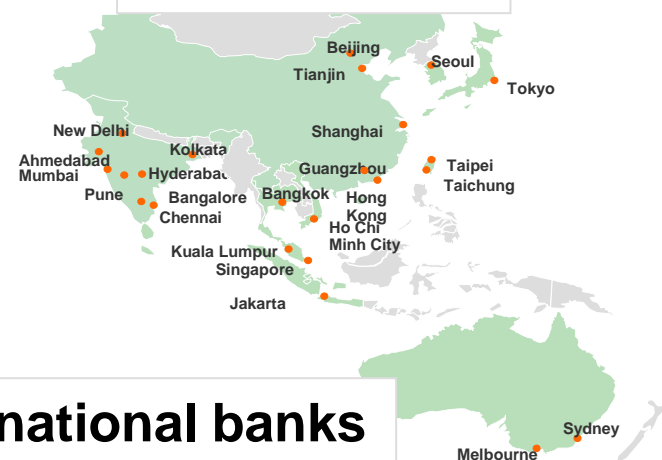 Beijing
Seoul
Tianjin
Tokyo
New Delhi
Shanghai
Kolkata
Ahmedabad
Mumbai
Hyderabac
Guangzhou
Taipei
Taichung
Pune
Bangalore
Bangkok
Hong
Kong
Chennai
Ho Chi
Minh City
Kuala Lumpur
Singapore
Jakarta
national banks
Sydney
Melbourne